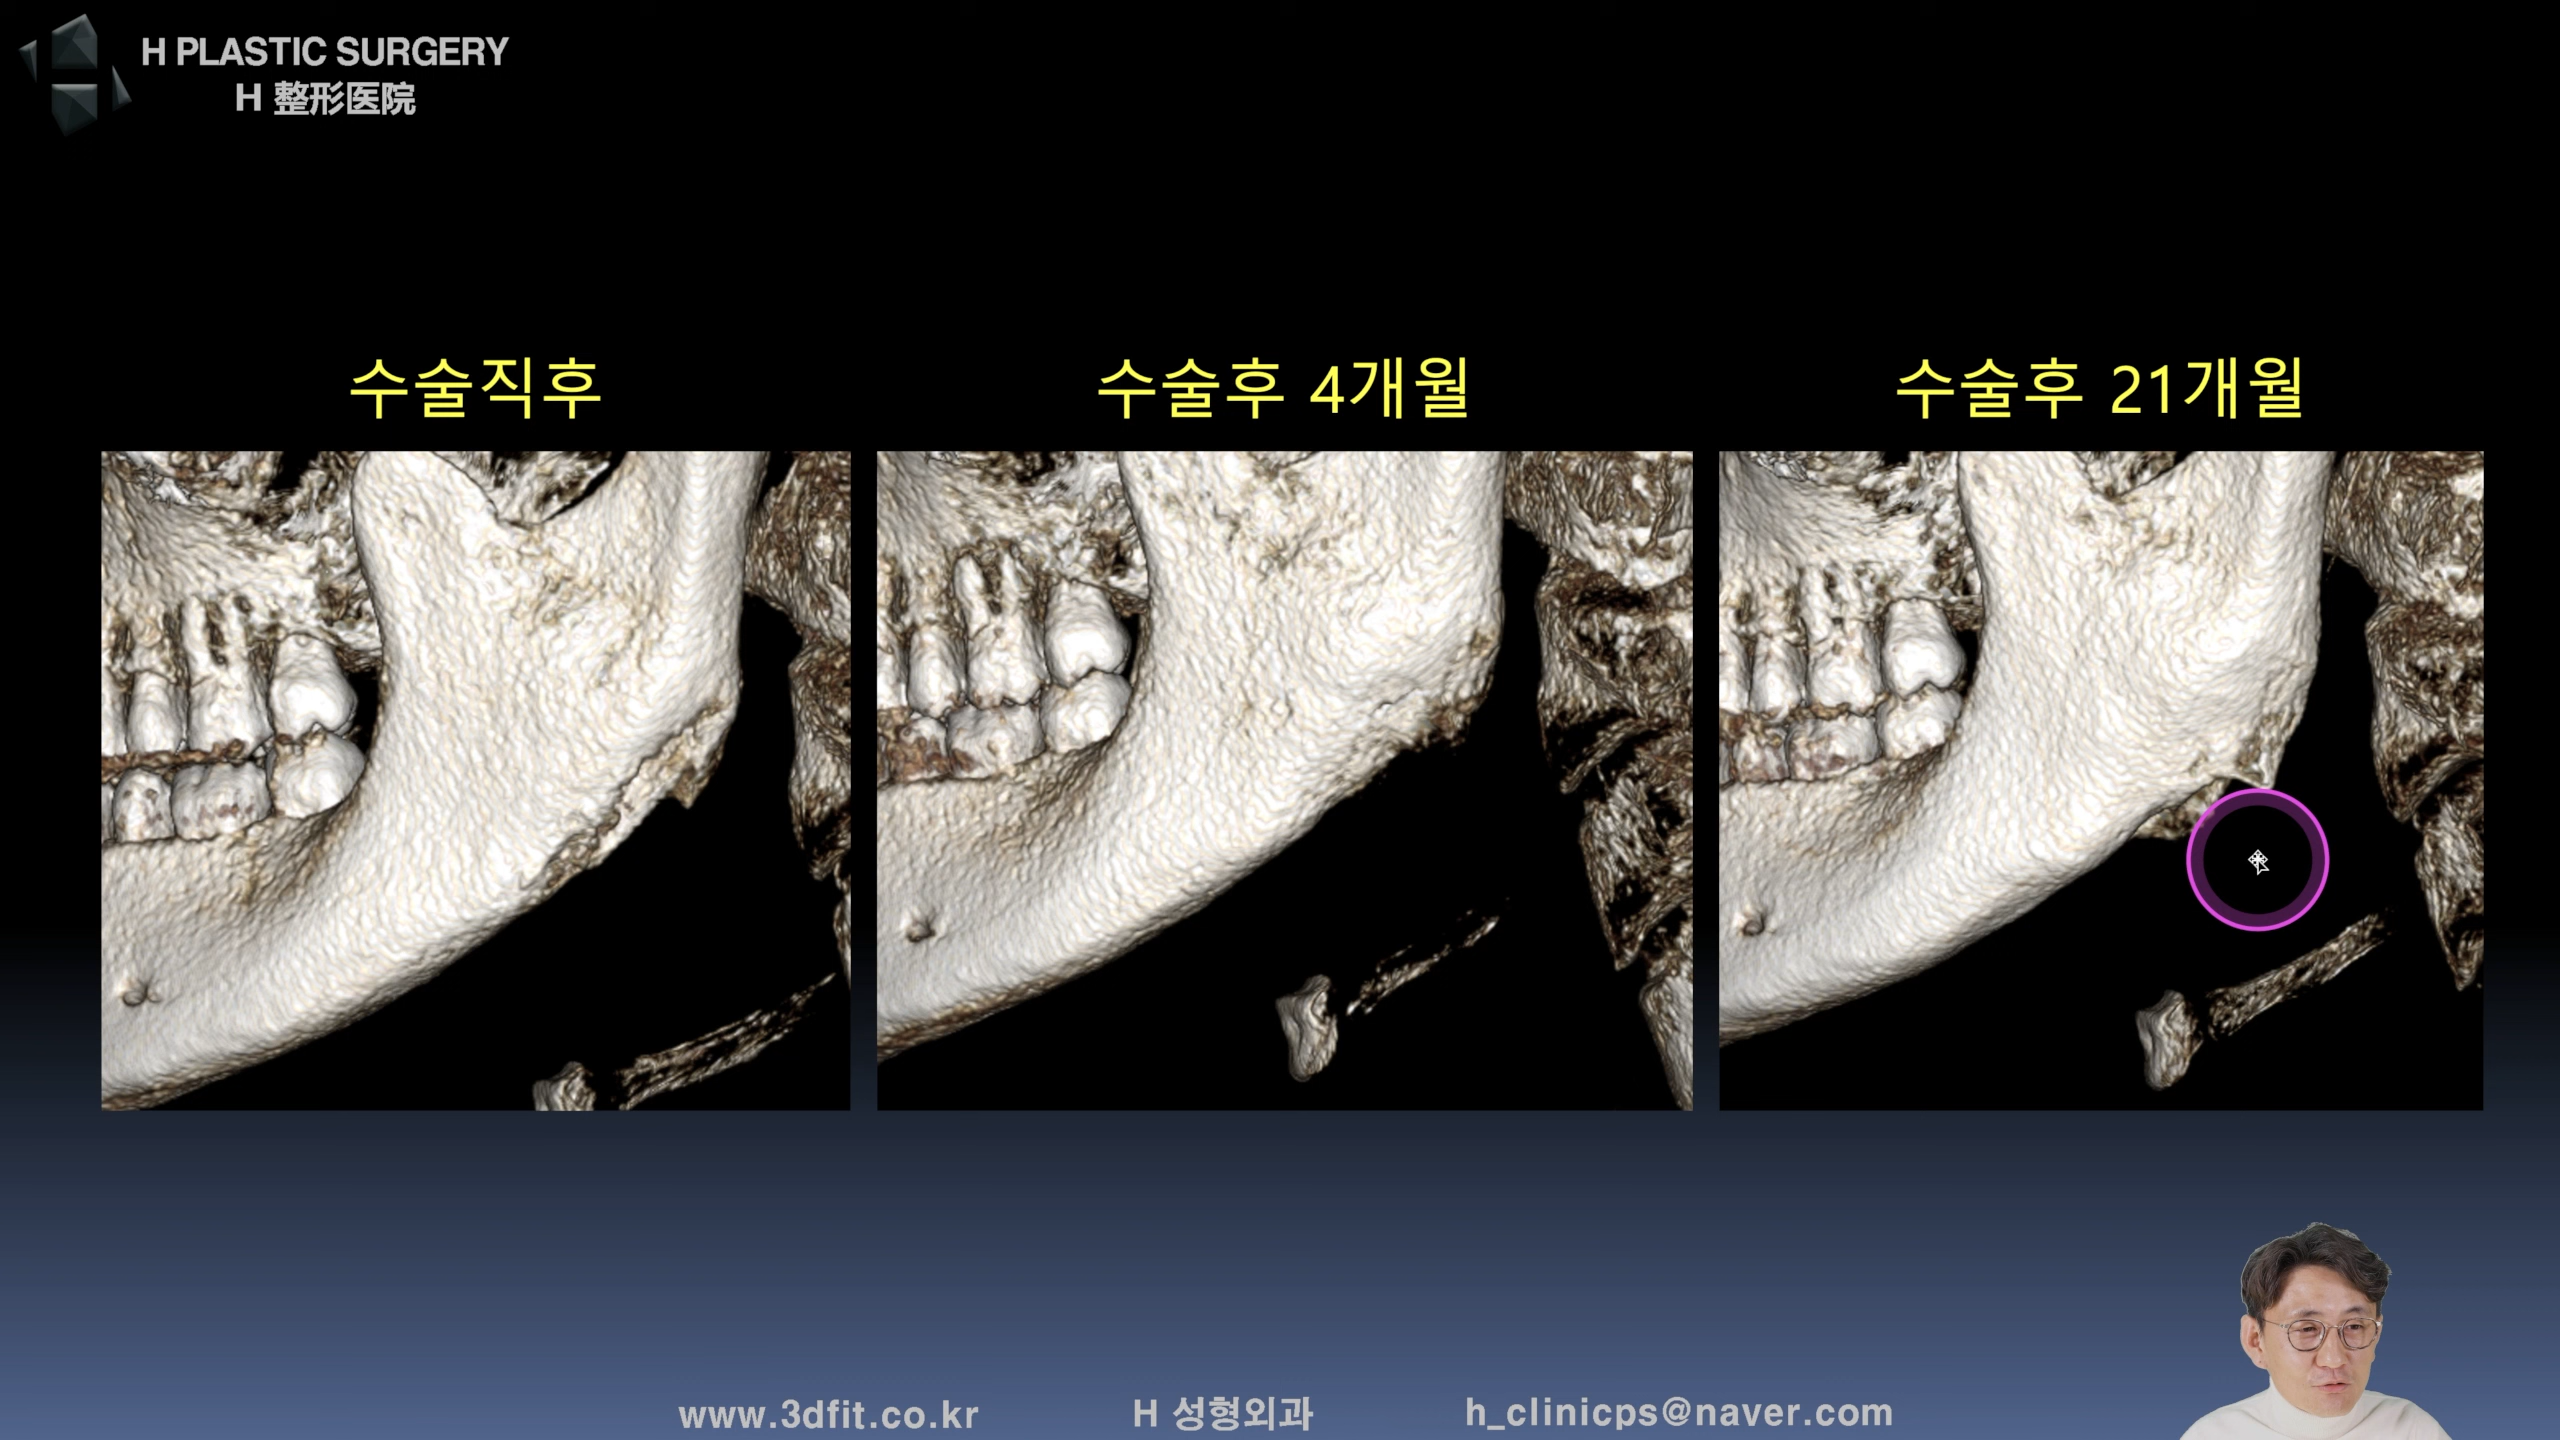 H PLASTIC SURGERY
H 整形医院
수술직후
수술후 4개월
수술후 21개월
www.3dfit.co.kr
H 성형외과
h_clinicps@naver.com